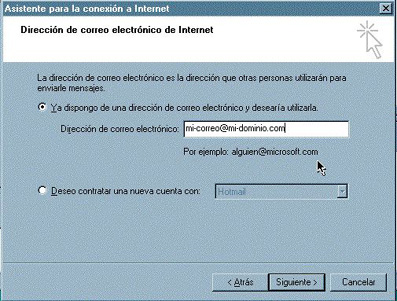 Asistente para la conexión a Internet
Dirección de correo electrónico de Internet
La dirección de correo electrónico es la dirección que otras personas utilizarán para
enviarle mensajes.
Ya dispongo de una dirección de correo electrónico y desearía utilizarla.
Dirección de correo electrónico: mi-correo@mi-dominio.com
Por ejemplo: alguien@microsoft.com
Deseo contratar una nueva cuenta con: Hotmail
< Atrás Siguiente > Cancelar